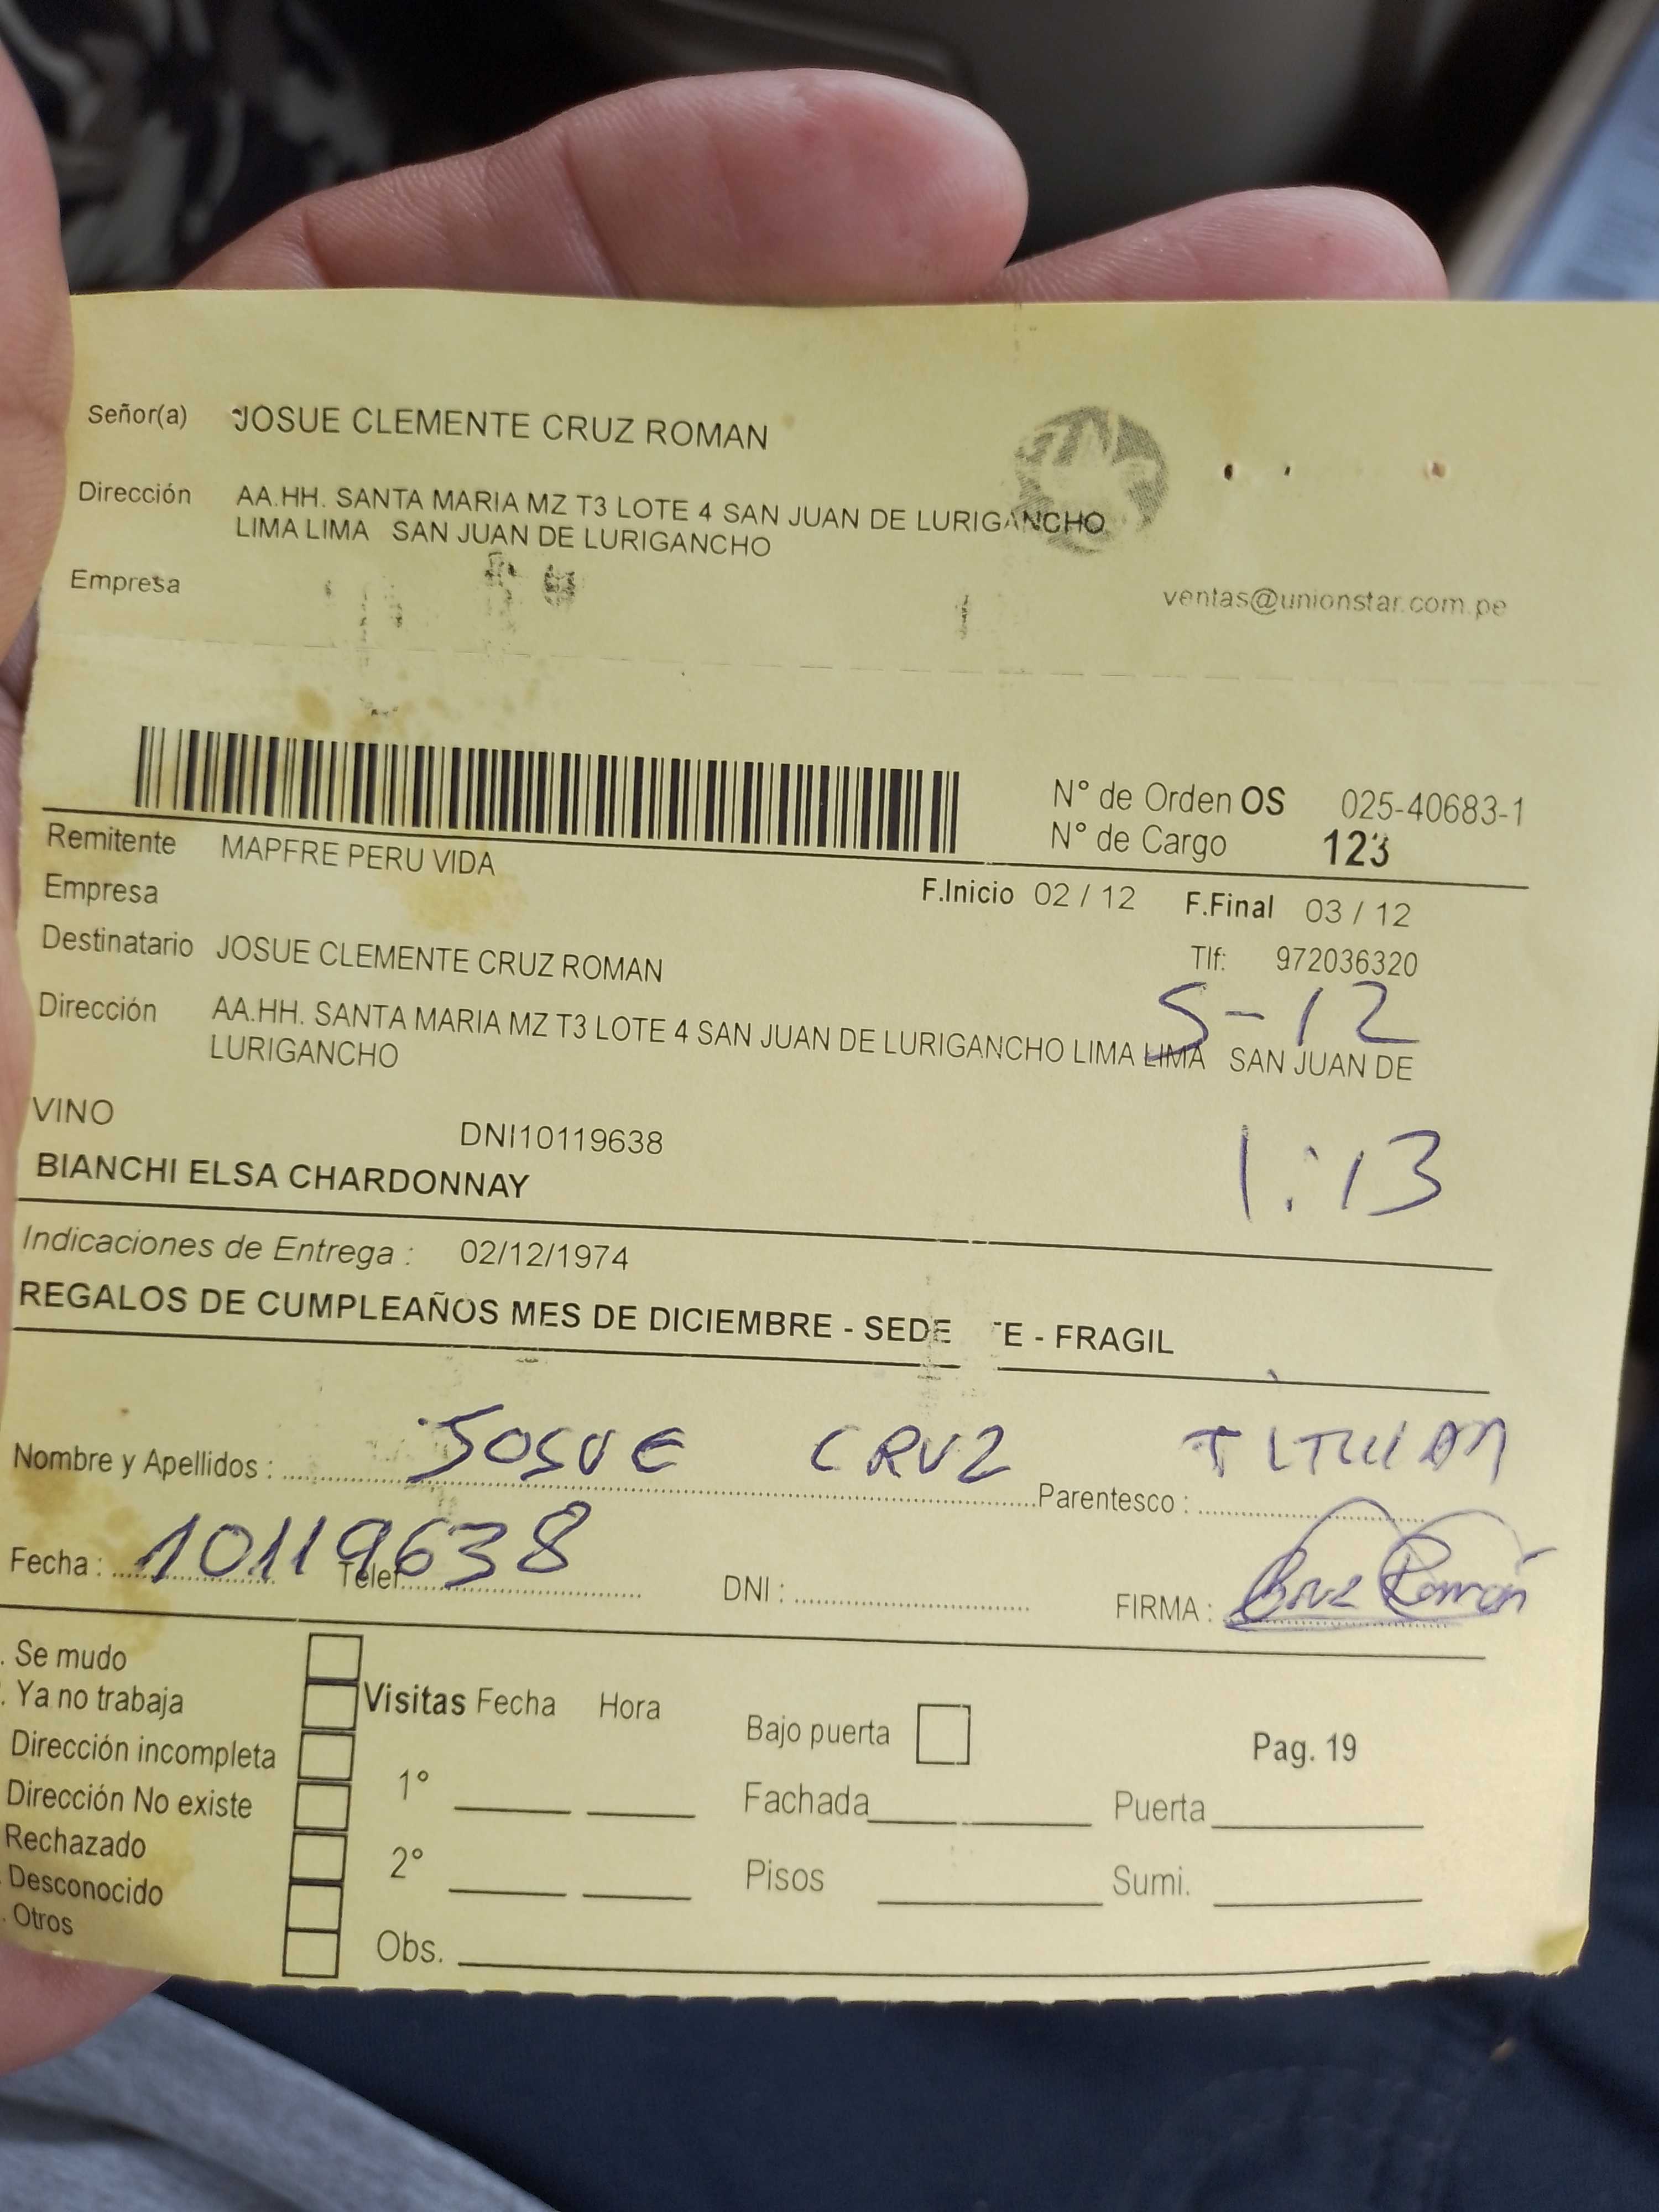 Señor(a) JOSUE CLEMENTE CRUZ ROMAN
Dirección AA.HH. SANTA MARIA MZ T3 LOTE 4 SAN JUAN DE LURIGANCHO
LIMA LIMA SAN JUAN DE LURIGANCHO
Empresa
ventas@unionstar.com.pe
N° de Orden OS 025-40683-1
N° de Cargo 123
Remitente MAPFRE PERU VIDA
Empresa
F.Inicio 02 / 12 F.Final 03 / 12
Destinatario JOSUE CLEMENTE CRUZ ROMAN
Tlf: 972036320
5-12
Dirección AA.HH. SANTA MARIA MZ T3 LOTE 4 SAN JUAN DE LURIGANCHO LIMA LIMA SAN JUAN DE
LURIGANCHO
VINO DNI10119638
1:13
BIANCHI ELSA CHARDONNAY
Indicaciones de Entrega : 02/12/1974
REGALOS DE CUMPLEAÑOS MES DE DICIEMBRE - SEDE TE - FRAGIL
Nombre y Apellidos : JOSUE CRUZ Parentesco :
Fecha : 10119638 Telef. DNI : FIRMA : Cruz Román
. Se mudo
. Ya no trabaja
Dirección incompleta
Dirección No existe
Rechazado
. Desconocido
. Otros
Visitas Fecha Hora
1°
2°
Obs.
Bajo puerta
Pag. 19
Fachada Puerta
Pisos Sumi.